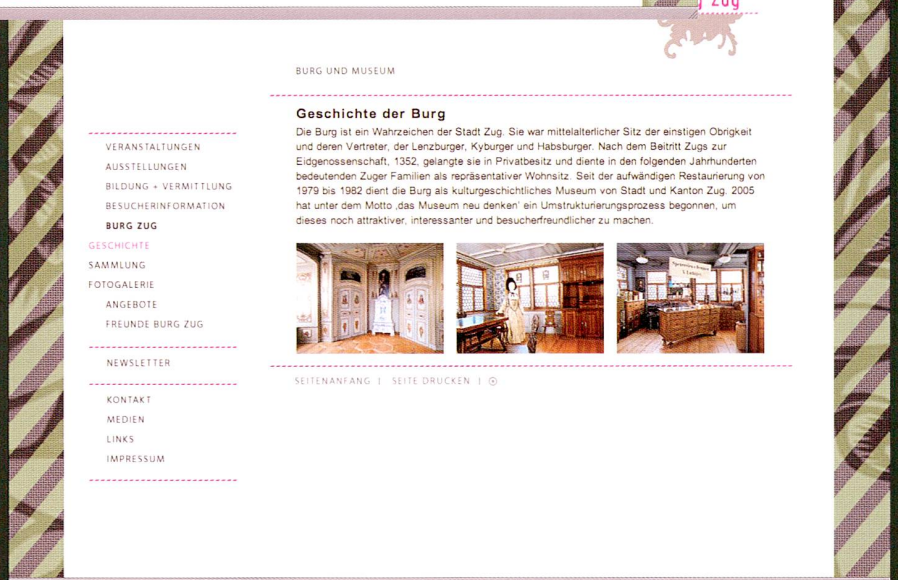 Zug
BURG UND MUSEUM
Geschichte der Burg
Die Burg ist ein Wahrzeichen der Stadt Zug. Sie war mittelalterlicher Sitz der einstigen Obrigkeit
und deren Vertreter, der Lenzburger, Kyburger und Habsburger. Nach dem Beitritt Zugs zur
Eidgenossenschaft, 1352, gelangte sie in Privatbesitz und diente in den folgenden Jahrhunderten
bedeutenden Zuger Familien als repräsentativer Wohnsitz. Seit der aufwändigen Restaurierung von
1979 bis 1982 dient die Burg als kulturgeschichtliches Museum von Stadt und Kanton Zug. 2005
hat unter dem Motto ‚das Museum neu denken' ein Umstrukturierungsprozess begonnen, um
dieses noch attraktiver, interessanter und besucherfreundlicher zu machen.
VERANSTALTUNGEN
AUSSTELLUNGEN
BILDUNG + VERMITTLUNG
BESUCHERINFORMATION
BURG ZUG
GESCHICHTE
SAMMLUNG
FOTOGALERIE
ANGEBOTE
FREUNDE BURG ZUG
NEWSLETTER
KONTAKT
MEDIEN
LINKS
IMPRESSUM
SEITENANFANG | SEITE DRUCKEN |